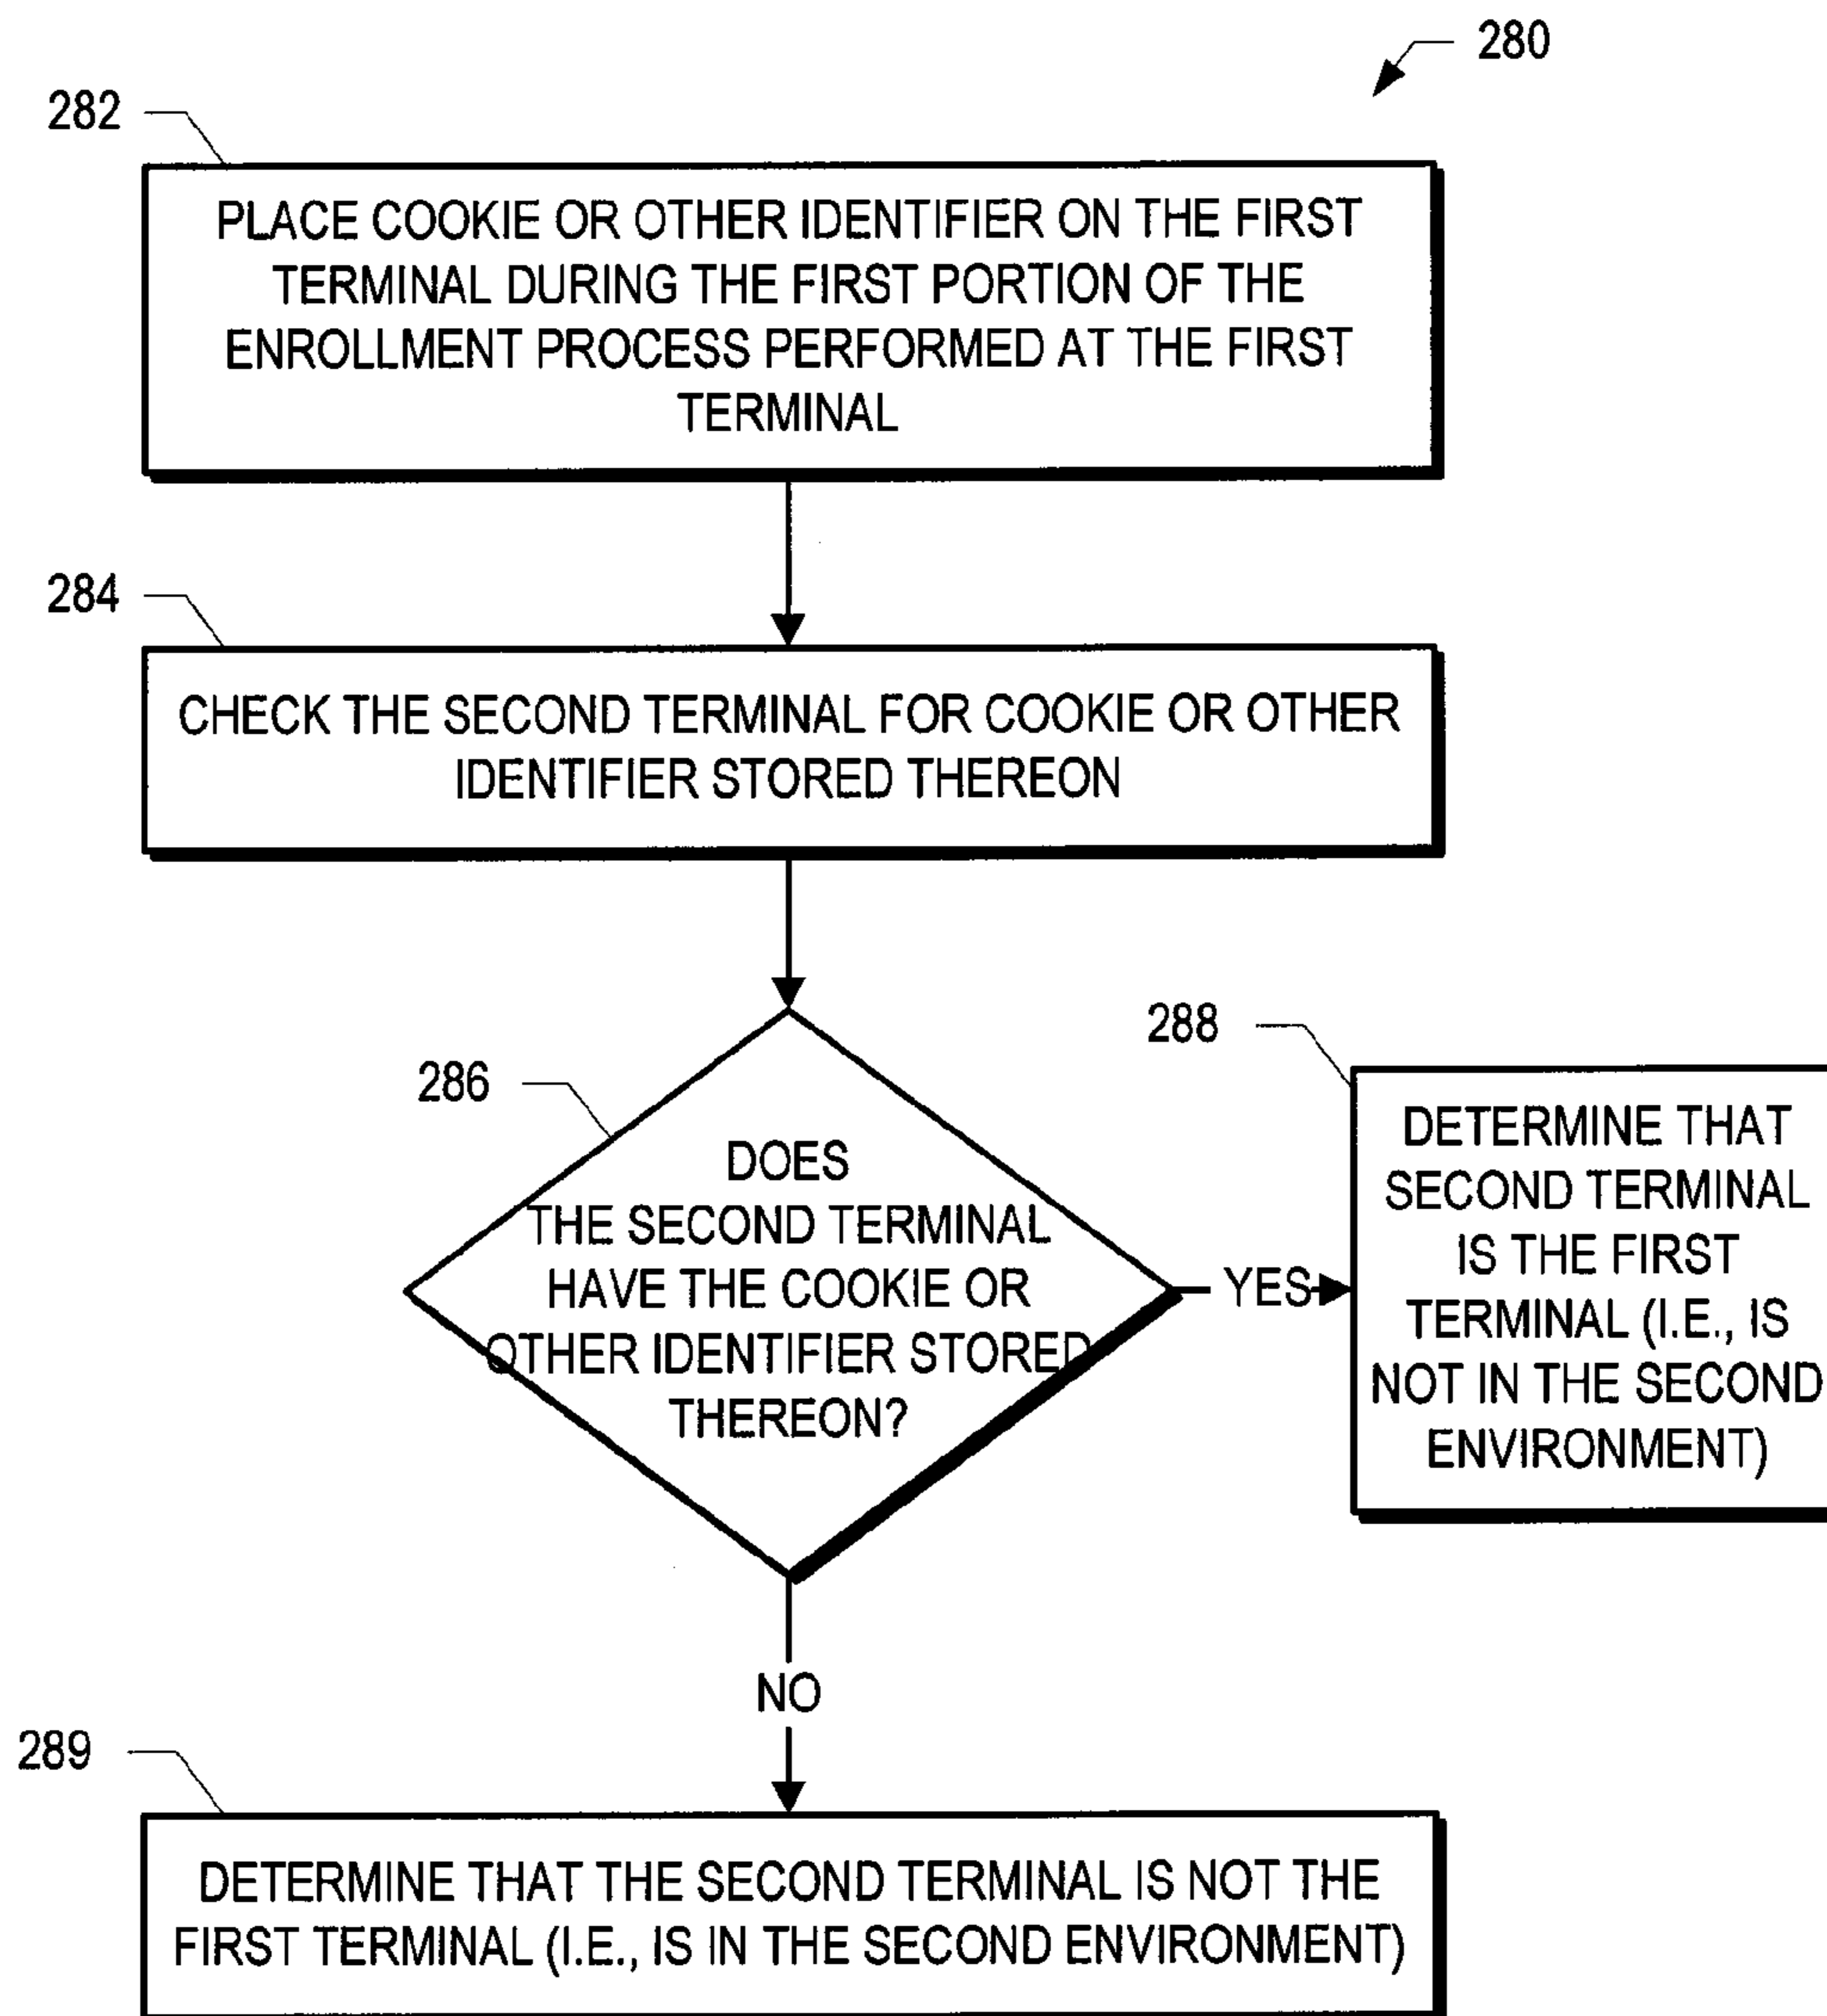 280
282
PLACE COOKIE OR OTHER IDENTIFIER ON THE FIRST
TERMINAL DURING THE FIRST PORTION OF THE
ENROLLMENT PROCESS PERFORMED AT THE FIRST
TERMINAL
284
CHECK THE SECOND TERMINAL FOR COOKIE OR OTHER
IDENTIFIER STORED THEREON
286
DOES
THE SECOND TERMINAL
HAVE THE COOKIE OR
OTHER IDENTIFIER STORED
THEREON?
YES
288
DETERMINE THAT
SECOND TERMINAL
IS THE FIRST
TERMINAL (I.E., IS
NOT IN THE SECOND
ENVIRONMENT)
NO
289
DETERMINE THAT THE SECOND TERMINAL IS NOT THE
FIRST TERMINAL (I.E., IS IN THE SECOND ENVIRONMENT)